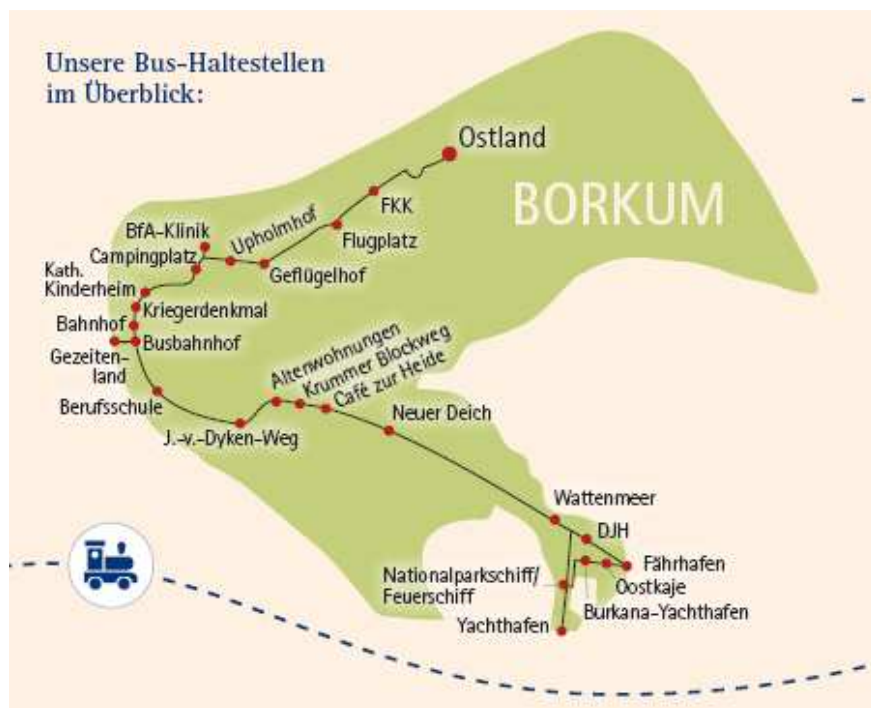 Unsere Bus-Haltestellen
im Überblick:
Ostland
BORKUM
FKK
Flugplatz
BfA-Klinik
Upholmhof
Campingplatz
Geflügelhof
Kath.
Kinderheim
Kriegerdenkmal
Bahnhof
Busbahnhof
Gezeiten-
land
Berufsschule
J.-v.-Dyken-Weg
Altenwohnungen
Krummer Blockweg
Café zur Heide
Neuer Deich
Wattenmeer
DJH
Fährhafen
Oostkaje
Nationalparkschiff/
Feuerschiff
Burkana-Yachthafen
Yachthafen